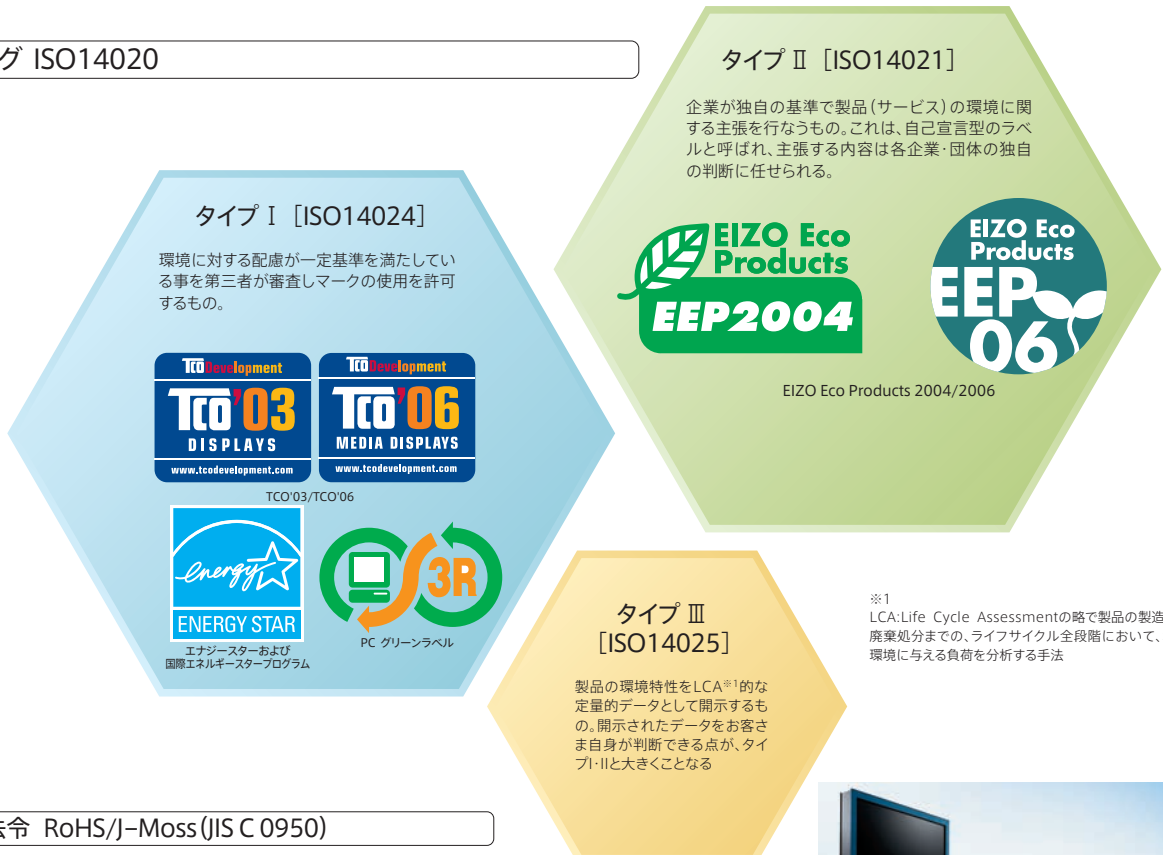 グ ISO14020
タイプ Ⅱ［ISO14021］
企業が独自の基準で製品（サービス）の環境に関
する主張を行なうもの。これは、自己宣言型のラベ
ルと呼ばれ、主張する内容は各企業・団体の独自
の判断に任せられる。
EIZO Eco
Products
EEP2004
EIZO Eco
Products
EEP
06
EIZO Eco Products 2004/2006
タイプ Ⅰ［ISO14024］
環境に対する配慮が一定基準を満たしてい
る事を第三者が審査しマークの使用を許可
するもの。
TCO Development
TCO'03
DISPLAYS
www.tcodevelopment.com
TCO Development
TCO'06
MEDIA DISPLAYS
www.tcodevelopment.com
TCO'03/TCO'06
energy
ENERGY STAR
エナジースターおよび
国際エネルギースタープログラム
3R
PC グリーンラベル
タイプ Ⅲ
［ISO14025］
製品の環境特性をLCA※1的な
定量的データとして開示するも
の。開示されたデータをお客さ
ま自身が判断できる点が、タイ
プI・IIと大きくことなる
※1
LCA:Life Cycle Assessmentの略で製品の製造
廃棄処分までの、ライフサイクル全段階において、
環境に与える負荷を分析する手法
法令 RoHS/J–Moss（JIS C 0950）